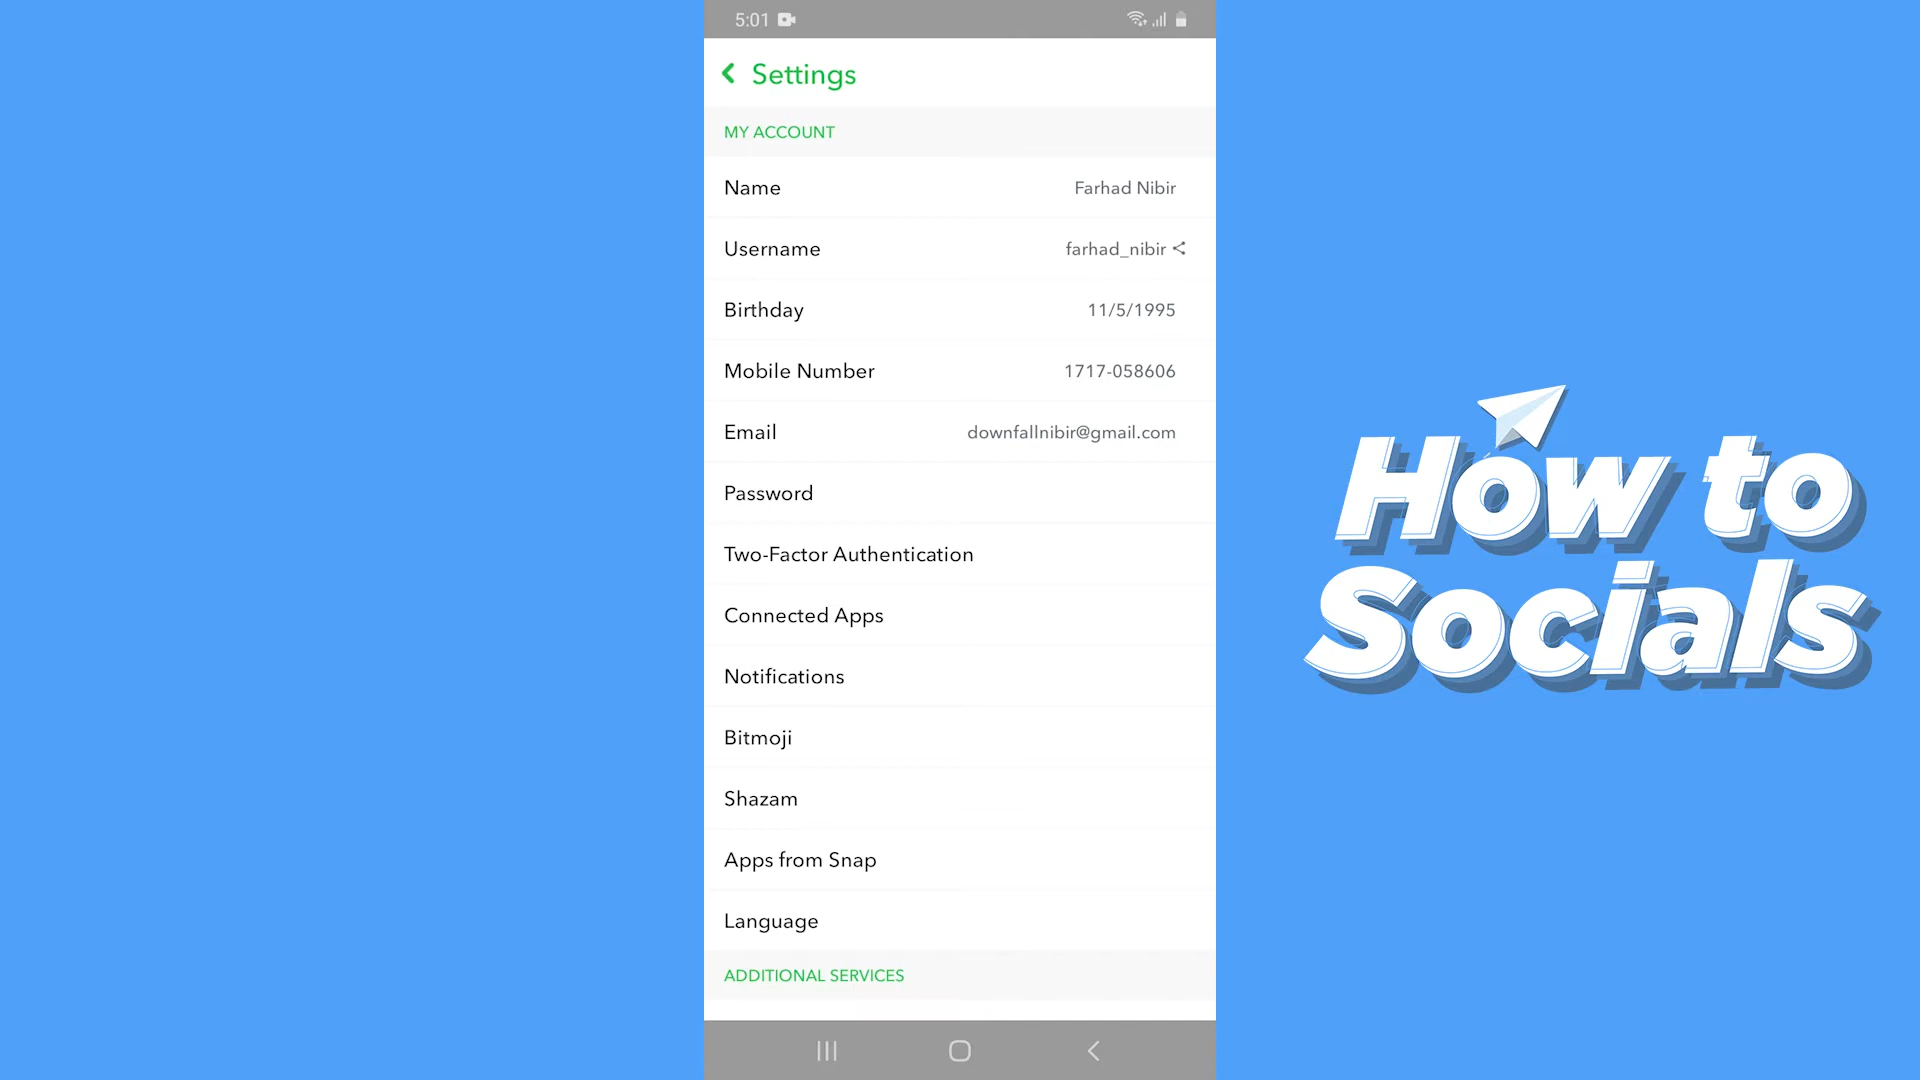 5:01
Settings
MY ACCOUNT
Name Farhad Nibir
Username farhad_nibir
Birthday 11/5/1995
Mobile Number 1717-058606
Email downfallnibir@gmail.com
Password
Two-Factor Authentication
Connected Apps
Notifications
Bitmoji
Shazam
Apps from Snap
Language
ADDITIONAL SERVICES
How to
Socials